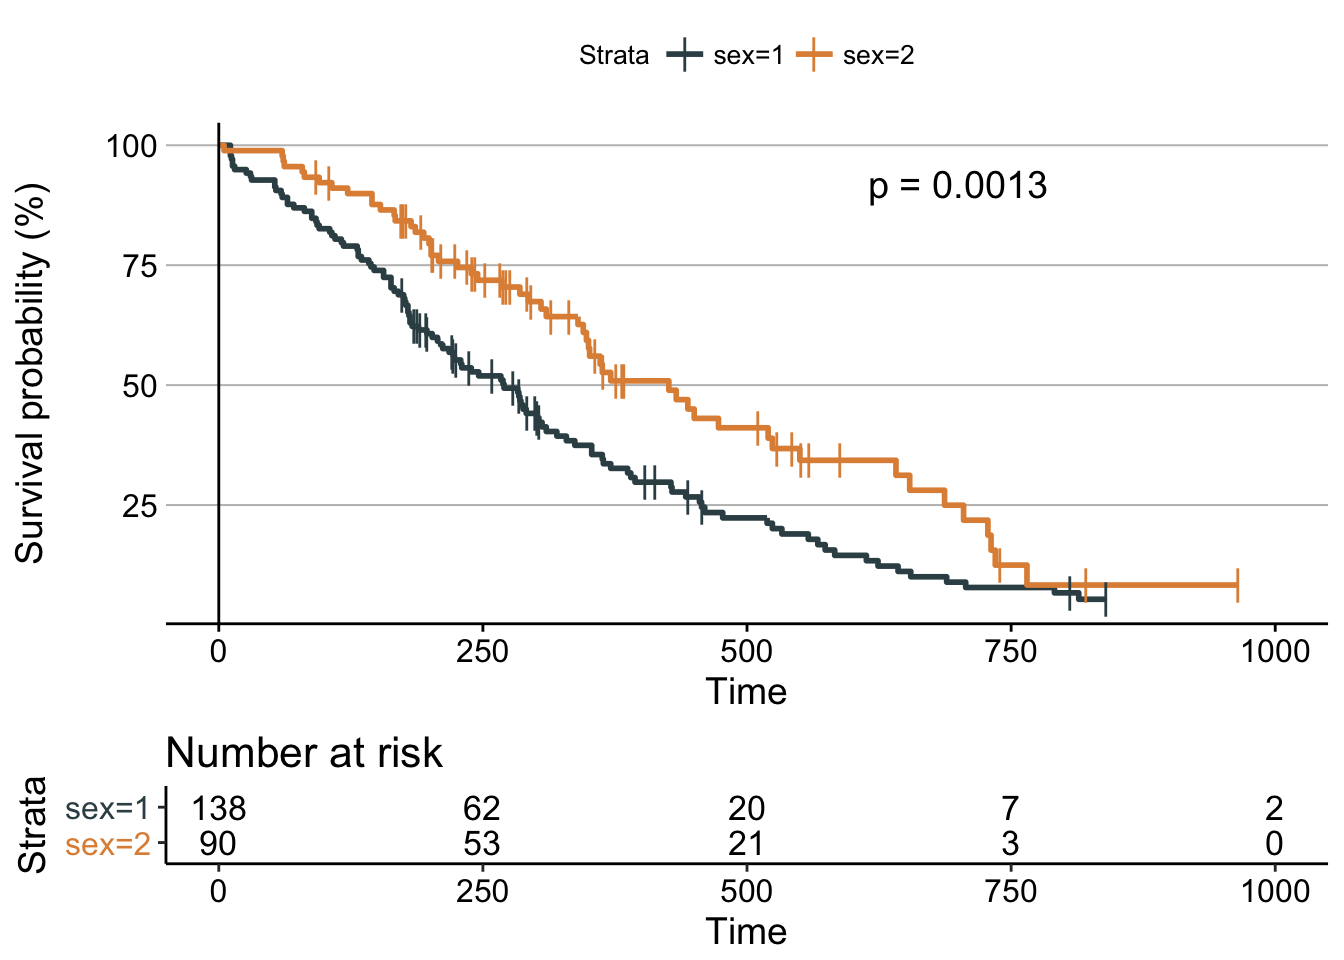 Strata sex=1 sex=2
Survival probability (%)
100
75
50
25
p = 0.0013
0 250 500 750 1000
Time
Number at risk
Strata
sex=1 138 62 20 7 2
sex=2 90 53 21 3 0
0 250 500 750 1000
Time